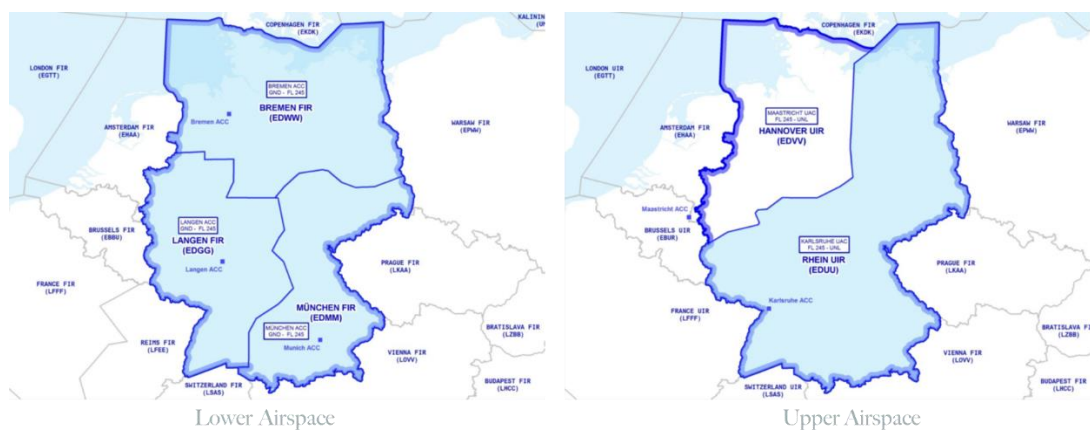 COPENHAGEN FIR
(EKDK)
KALININ
(U
LONDON FIR
(EGTT)
BREMEN ACC
GND - FL 245
BREMEN FIR
(EDWW)
Bremen ACC
AMSTERDAM FIR
(EHAA)
WARSAW FIR
(EPWW)
LANGEN ACC
GND - FL 245
LANGEN FIR
(EDGG)
Langen ACC
BRUSSELS FIR
(EBBU)
PRAGUE FIR
(LKAA)
FRANCE FIR
(LFFF)
MÜNCHEN FIR
(EDMM)
MÜNCHEN ACC
GND - FL 245
Munich ACC
REIMS FIR
(LFEE)
BRATISLAVA FIR
(LZBB)
VIENNA FIR
(LOVV)
SWITZERLAND FIR
(LSAS)
BUDAPEST FIR
(LHCC)
Lower Airspace
COPENHAGEN FIR
(EKDK)
KALININ
(U
LONDON UIR
(EGTT)
MAASTRICHT UAC
FL 245 - UNL
HANNOVER UIR
(EDVV)
AMSTERDAM FIR
(EHAA)
WARSAW FIR
(EPWW)
Maastricht ACC
BRUSSELS UIR
(EBUR)
KARLSRUHE UAC
FL 245 - UNL
RHEIN UIR
(EDUU)
PRAGUE FIR
(LKAA)
Karlsruhe ACC
FRANCE UIR
(LFFF)
BRATISLAVA FIR
(LZBB)
VIENNA FIR
(LOVV)
SWITZERLAND UIR
(LSAS)
BUDAPEST FIR
(LHCC)
Upper Airspace